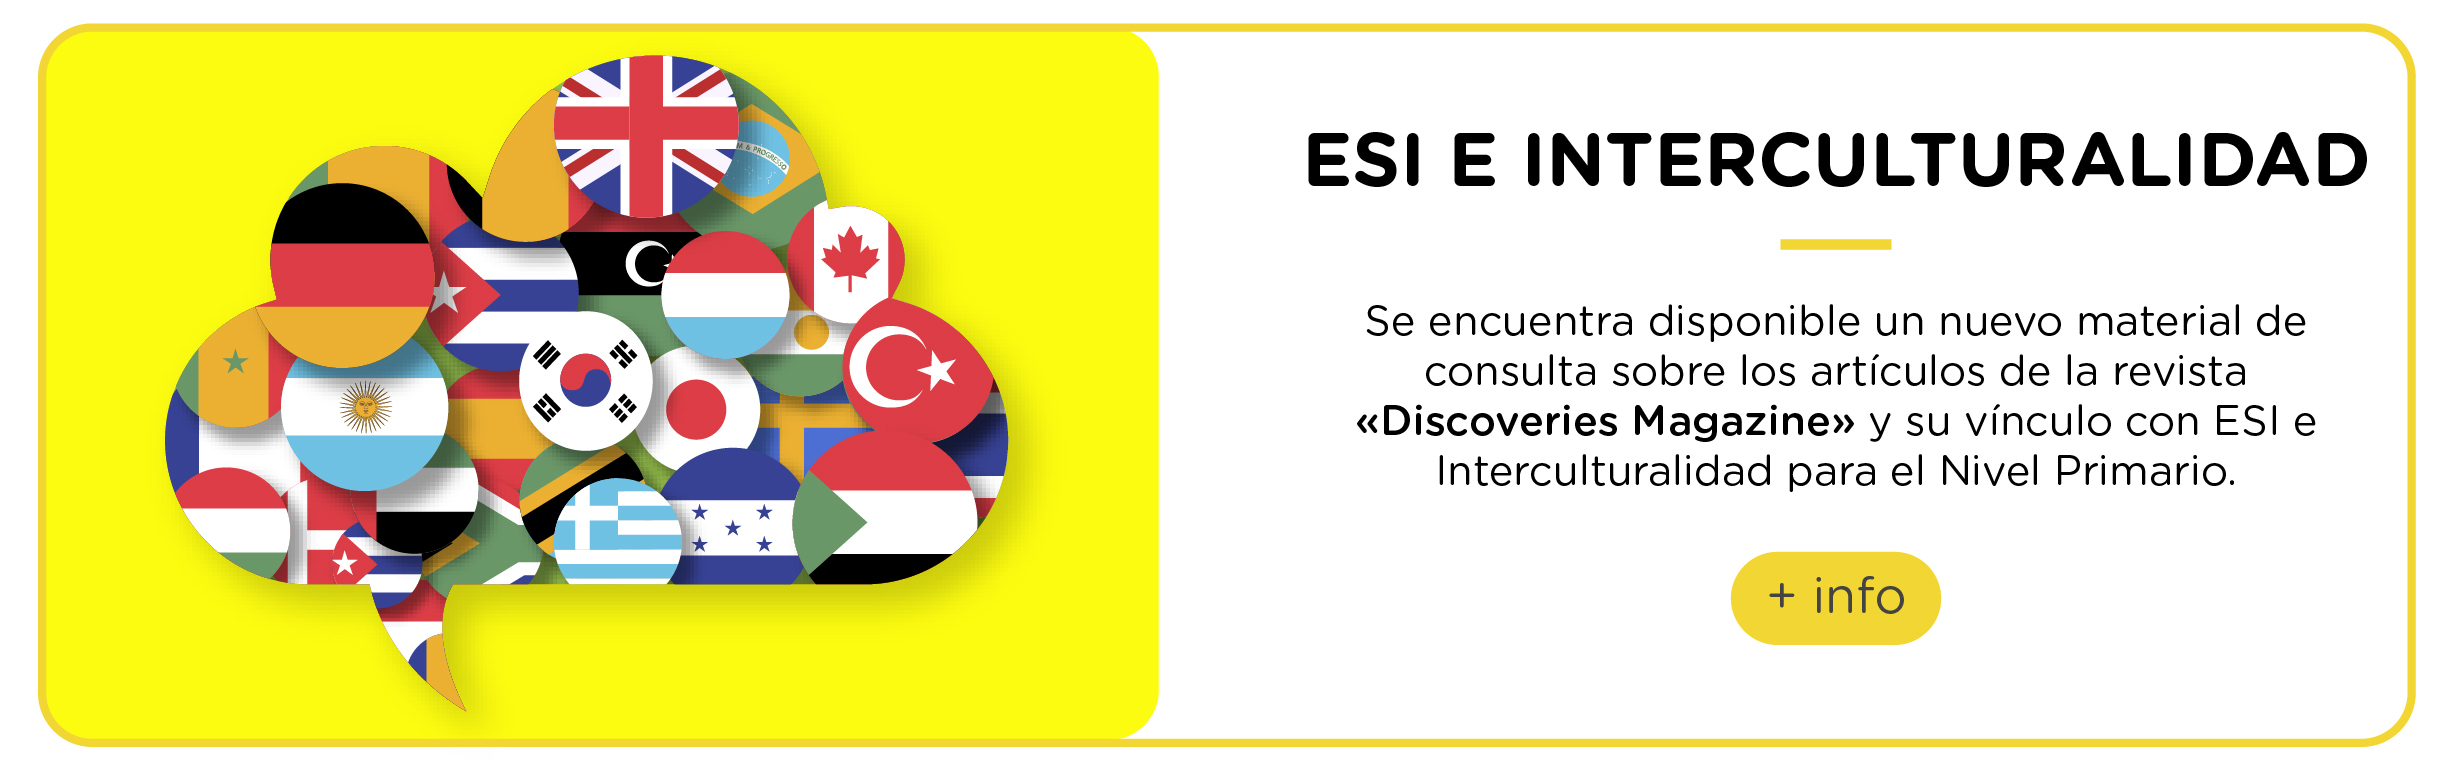 M & PROGRESSO
ESI E INTERCULTURALIDAD
Se encuentra disponible un nuevo material de
consulta sobre los artículos de la revista
«Discoveries Magazine» y su vínculo con ESI e
Interculturalidad para el Nivel Primario.
+ info